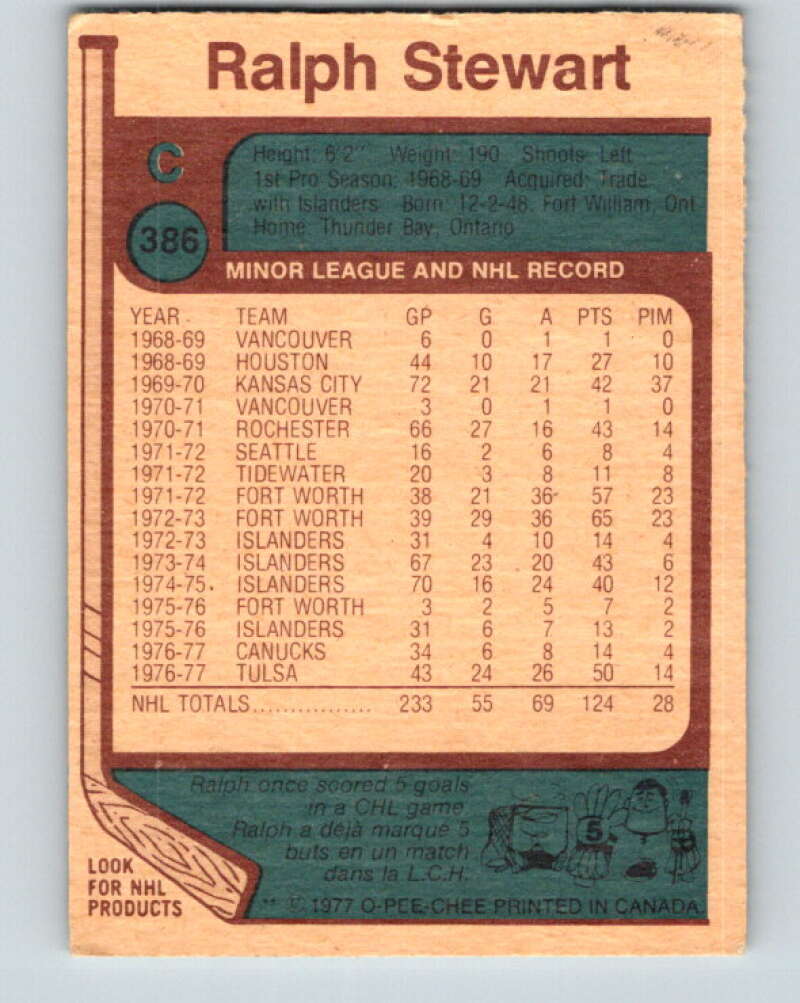 Ralph Stewart
C
Height: 6'2" Weight: 190 Shoots: Left
1st Pro Season: 1968-69 Acquired: Trade
with Islanders Born: 12-2-48, Fort William, Ont
Home: Thunder Bay, Ontario
386
MINOR LEAGUE AND NHL RECORD
YEAR TEAM GP G A PTS PIM
1968-69 VANCOUVER 6 0 1 1 0
1968-69 HOUSTON 44 10 17 27 10
1969-70 KANSAS CITY 72 21 21 42 37
1970-71 VANCOUVER 3 0 1 1 0
1970-71 ROCHESTER 66 27 16 43 14
1971-72 SEATTLE 16 2 6 8 4
1971-72 TIDEWATER 20 3 8 11 8
1971-72 FORT WORTH 38 21 36 57 23
1972-73 FORT WORTH 39 29 36 65 23
1972-73 ISLANDERS 31 4 10 14 4
1973-74 ISLANDERS 67 23 20 43 6
1974-75 ISLANDERS 70 16 24 40 12
1975-76 FORT WORTH 3 2 5 7 2
1975-76 ISLANDERS 31 6 7 13 2
1976-77 CANUCKS 34 6 8 14 4
1976-77 TULSA 43 24 26 50 14
NHL TOTALS................ 233 55 69 124 28
Ralph once scored 5 goals
in a CHL game
Ralph a déjà marqué 5
buts en un match
dans la L.C.H.
5
LOOK
FOR NHL
PRODUCTS
** © 1977 O-PEE-CHEE PRINTED IN CANADA